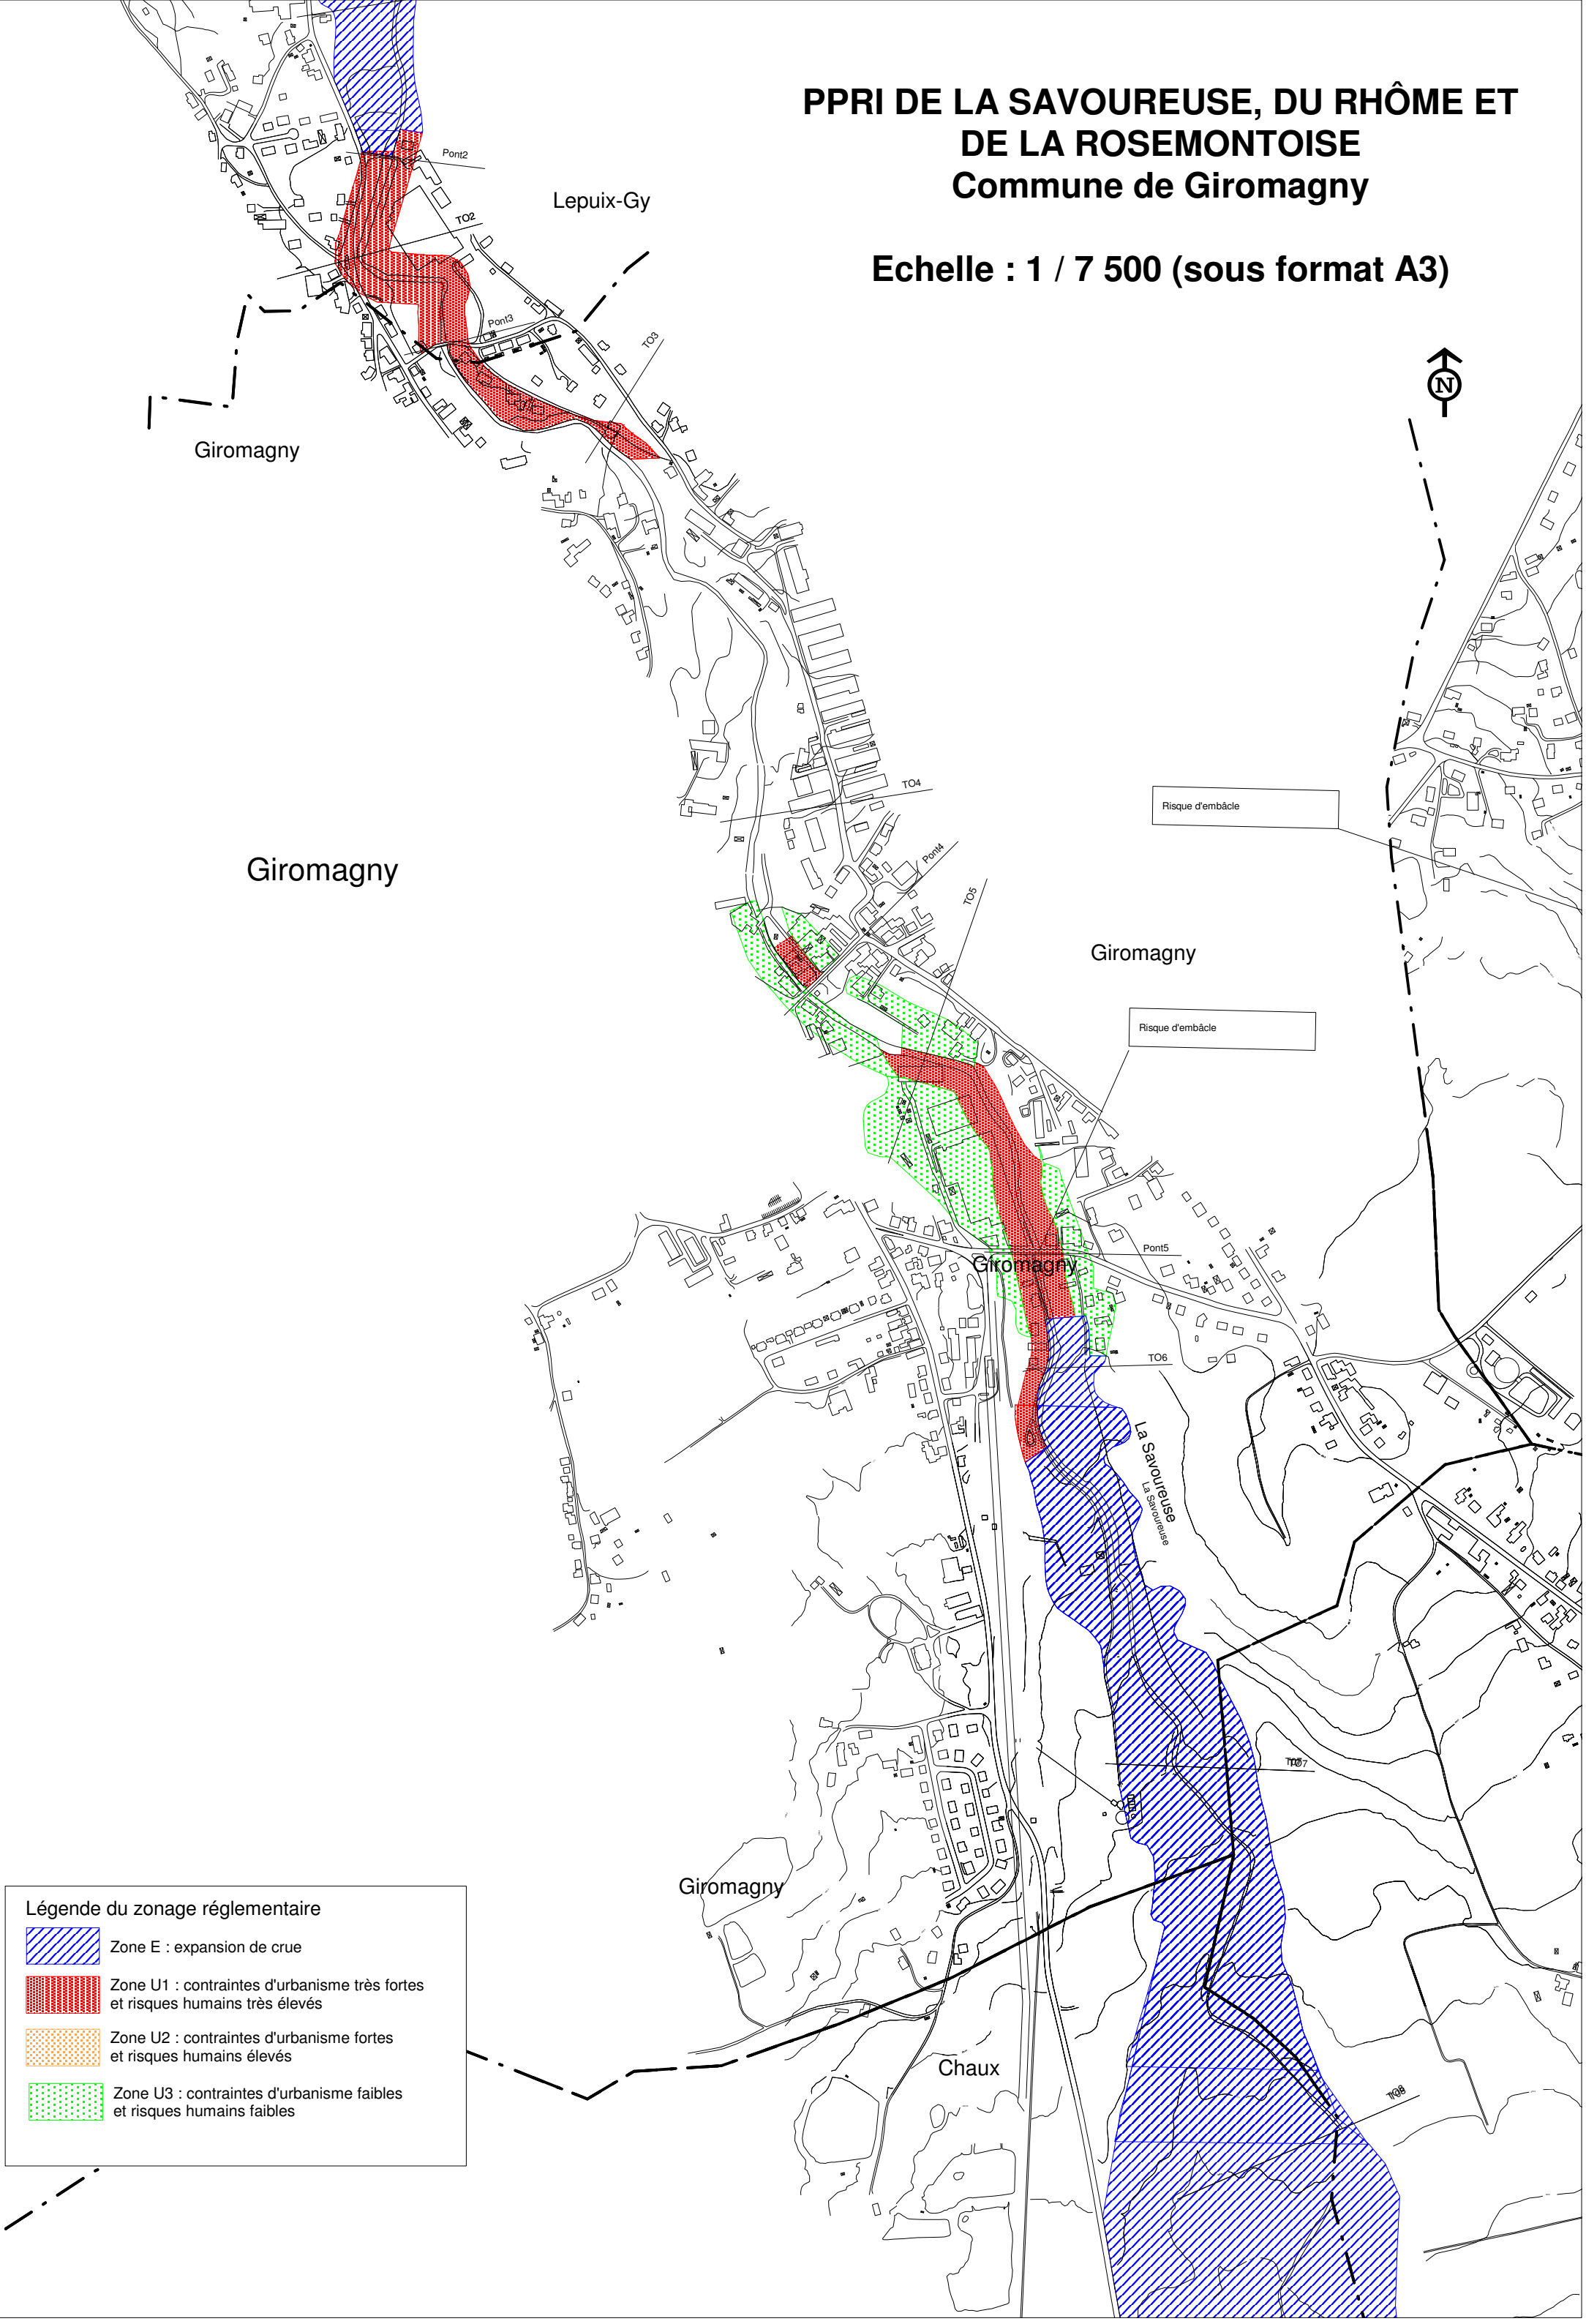 PPRI DE LA SAVOUREUSE, DU RHÔME ET
DE LA ROSEMONTOISE
Commune de Giromagny
Echelle : 1 / 7 500 (sous format A3)
Pont2
Lepuix-Gy
TO2
Pont3
TO3
N
Giromagny
TO4
Risque d'embâcle
Pont4
Giromagny
TO5
Giromagny
Risque d'embâcle
Pont5
Giromagny
TO6
La Savoureuse
La Savoureuse
TO7
Giromagny
Légende du zonage réglementaire
Zone E : expansion de crue
Zone U1 : contraintes d'urbanisme très fortes
et risques humains très élevés
Zone U2 : contraintes d'urbanisme fortes
et risques humains élevés
Zone U3 : contraintes d'urbanisme faibles
et risques humains faibles
Chaux